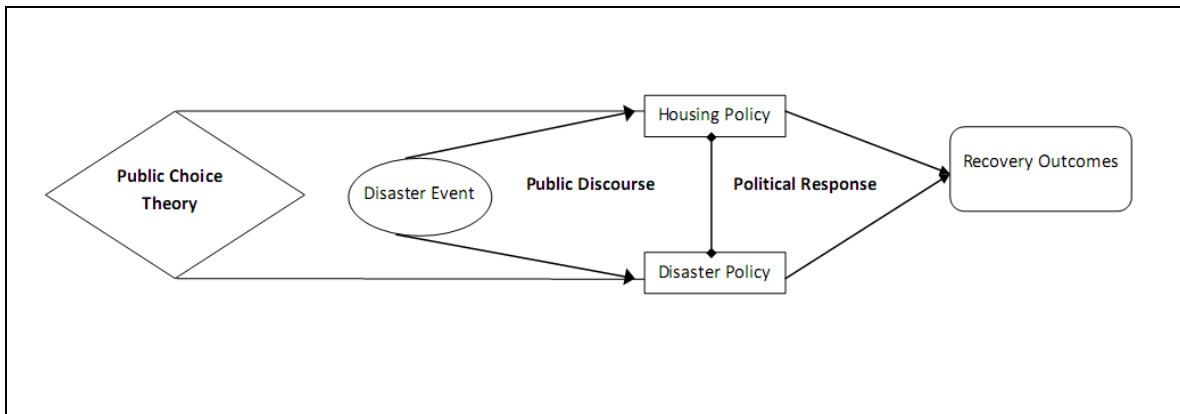 Public Choice
Theory
Disaster Event
Public Discourse
Housing Policy
Political Response
Disaster Policy
Recovery Outcomes